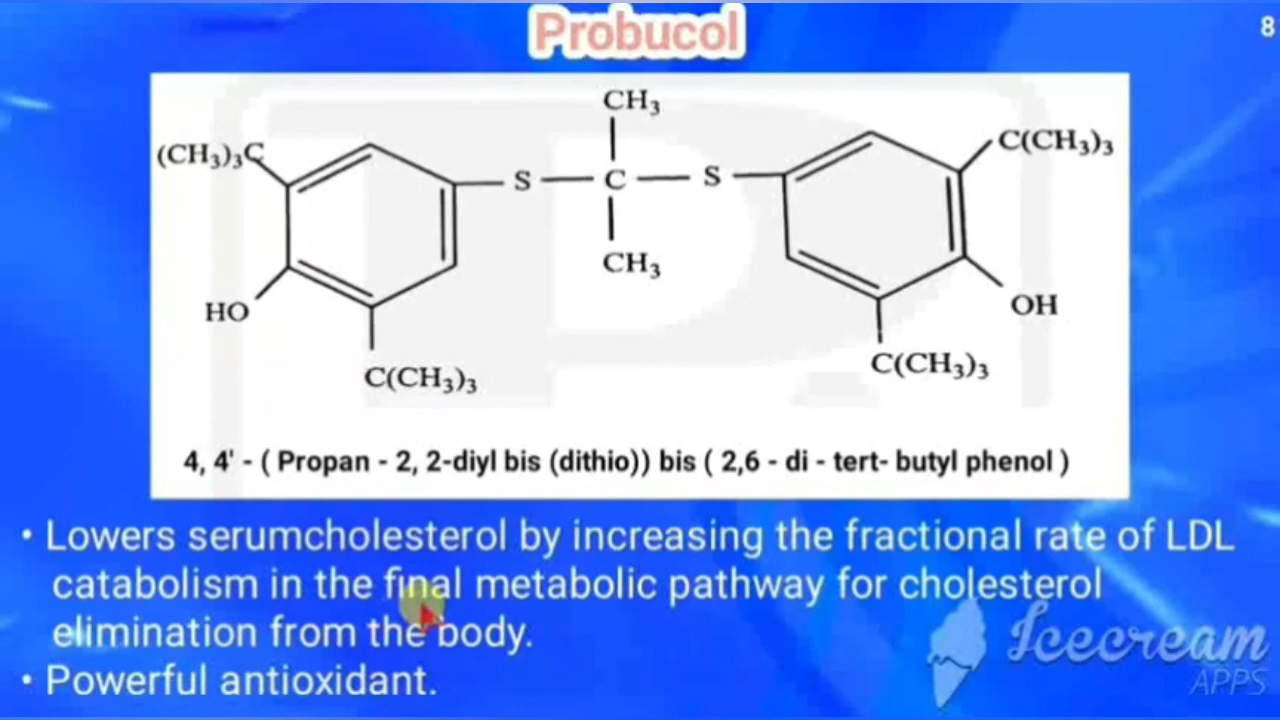 Probucol
8
CH3
(CH3)3C
C(CH3)3
S
C
S
CH3
HO
OH
C(CH3)3
C(CH3)3
4, 4' - ( Propan - 2, 2-diyl bis (dithio)) bis ( 2,6 - di - tert- butyl phenol )
• Lowers serumcholesterol by increasing the fractional rate of LDL
catabolism in the final metabolic pathway for cholesterol
elimination from the body.
• Powerful antioxidant.
Icecream
APPS